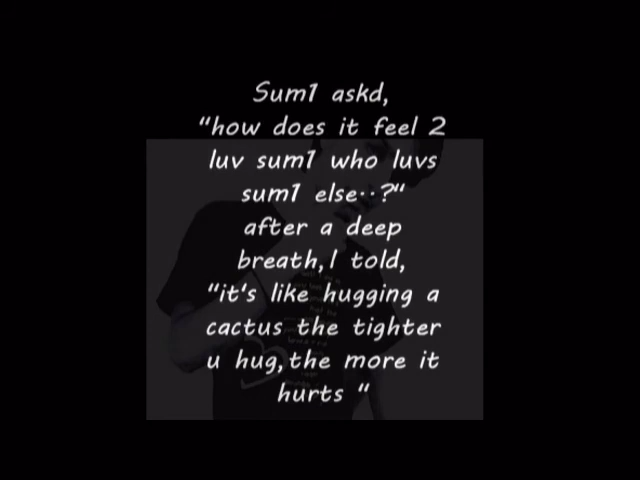 Sum1 askd,
"how does it feel 2
luv sum1 who luvs
sum1 else..?"
after a deep
breath,I told,
"it's like hugging a
cactus the tighter
u hug,the more it
hurts "